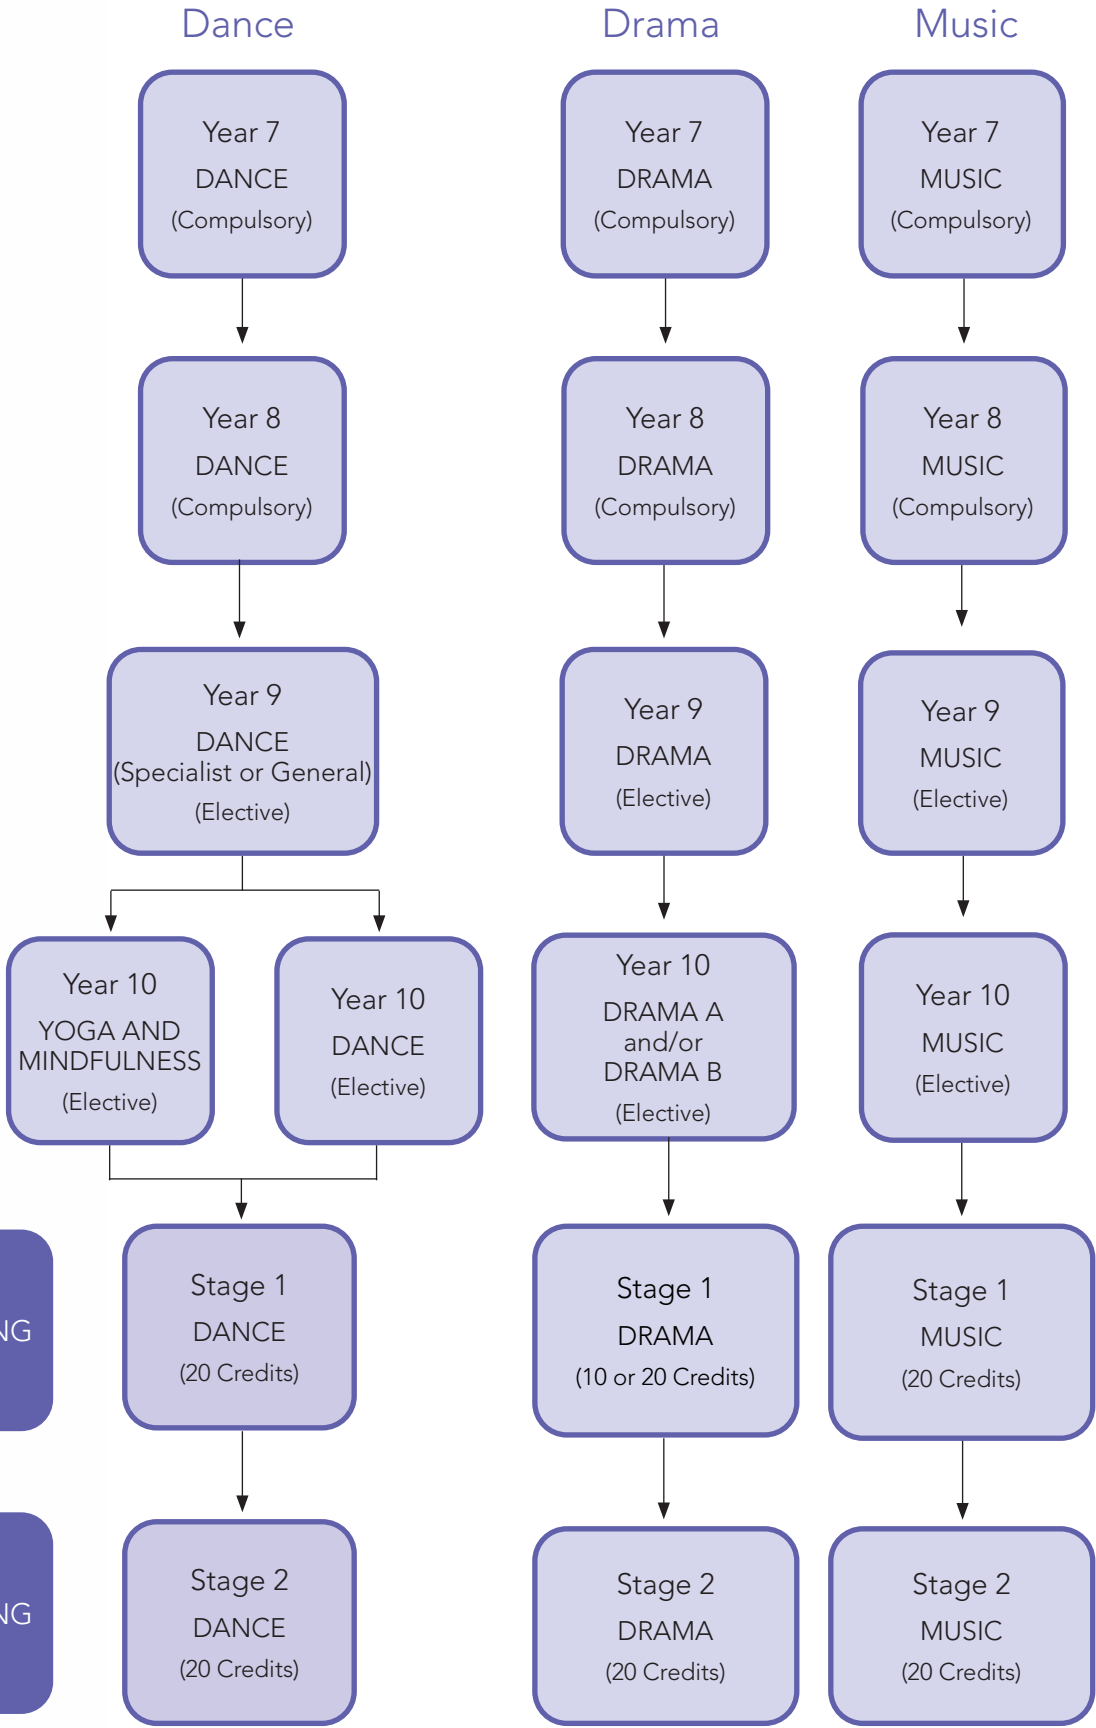 Dance
Drama
Music
Year 7
DANCE
(Compulsory)
Year 7
DRAMA
(Compulsory)
Year 7
MUSIC
(Compulsory)
Year 8
DANCE
(Compulsory)
Year 8
DRAMA
(Compulsory)
Year 8
MUSIC
(Compulsory)
Year 9
DANCE
(Specialist or General)
(Elective)
Year 9
DRAMA
(Elective)
Year 9
MUSIC
(Elective)
Year 10
YOGA AND
MINDFULNESS
(Elective)
Year 10
DANCE
(Elective)
Year 10
DRAMA A
and/or
DRAMA B
(Elective)
Year 10
MUSIC
(Elective)
Stage 1
DANCE
(20 Credits)
Stage 1
DRAMA
(10 or 20 Credits)
Stage 1
MUSIC
(20 Credits)
Stage 2
DANCE
(20 Credits)
Stage 2
DRAMA
(20 Credits)
Stage 2
MUSIC
(20 Credits)